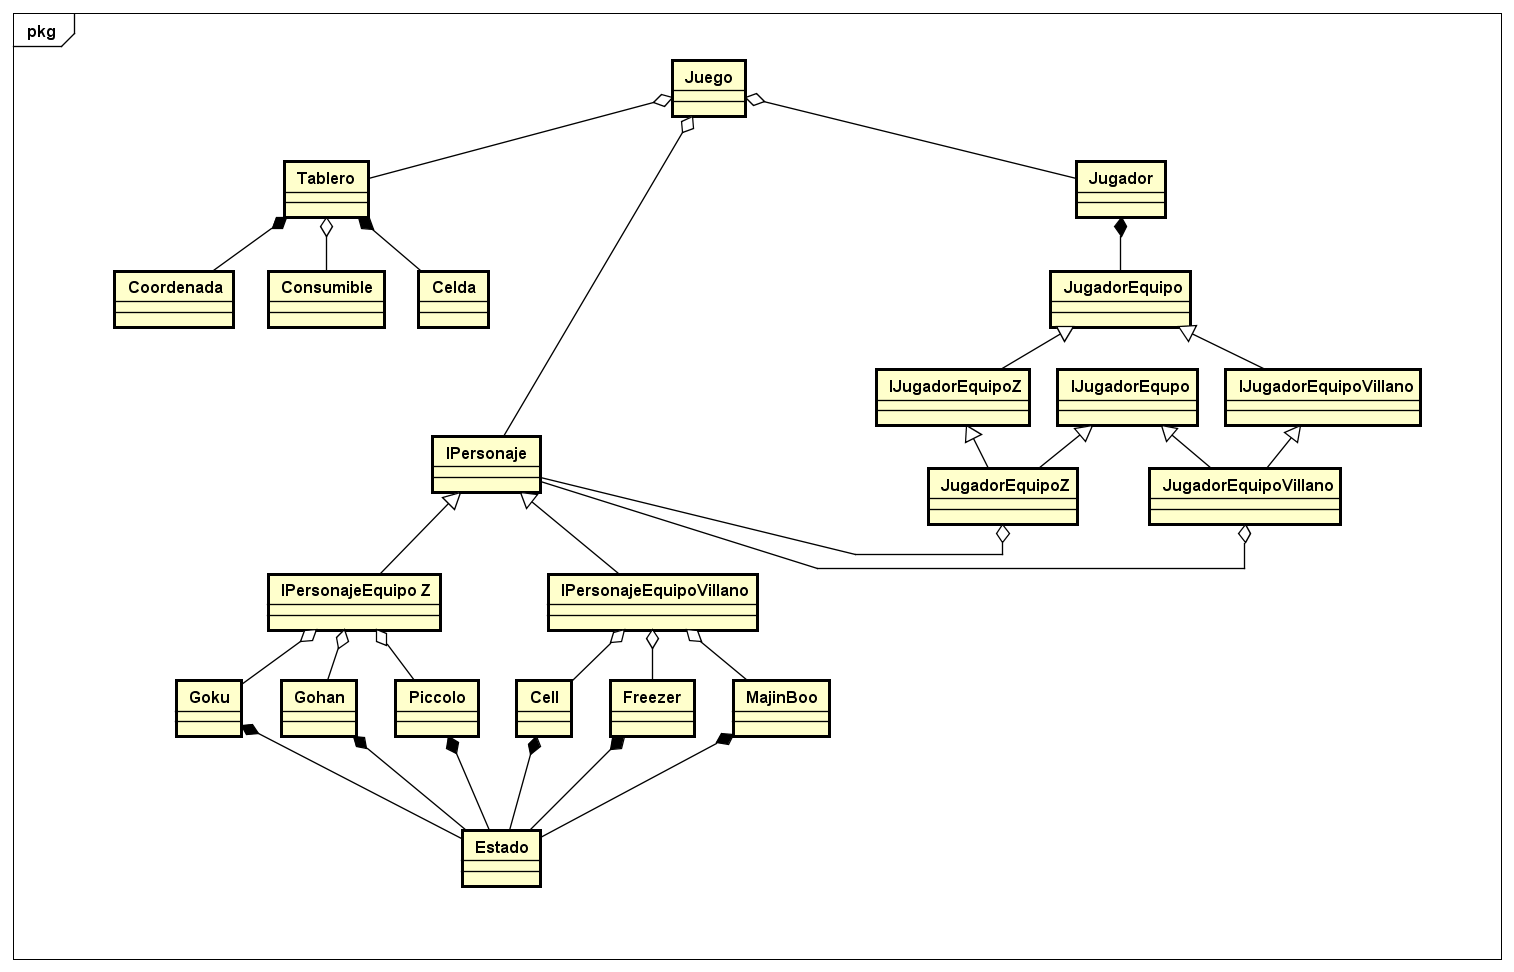 pkg
Juego
Tablero
Jugador
Coordenada
Consumible
Celda
JugadorEquipo
IJugadorEquipoZ
IJugadorEqupo
IJugadorEquipoVillano
IPersonaje
JugadorEquipoZ
JugadorEquipoVillano
IPersonajeEquipo Z
IPersonajeEquipoVillano
Goku
Gohan
Piccolo
Cell
Freezer
MajinBoo
Estado